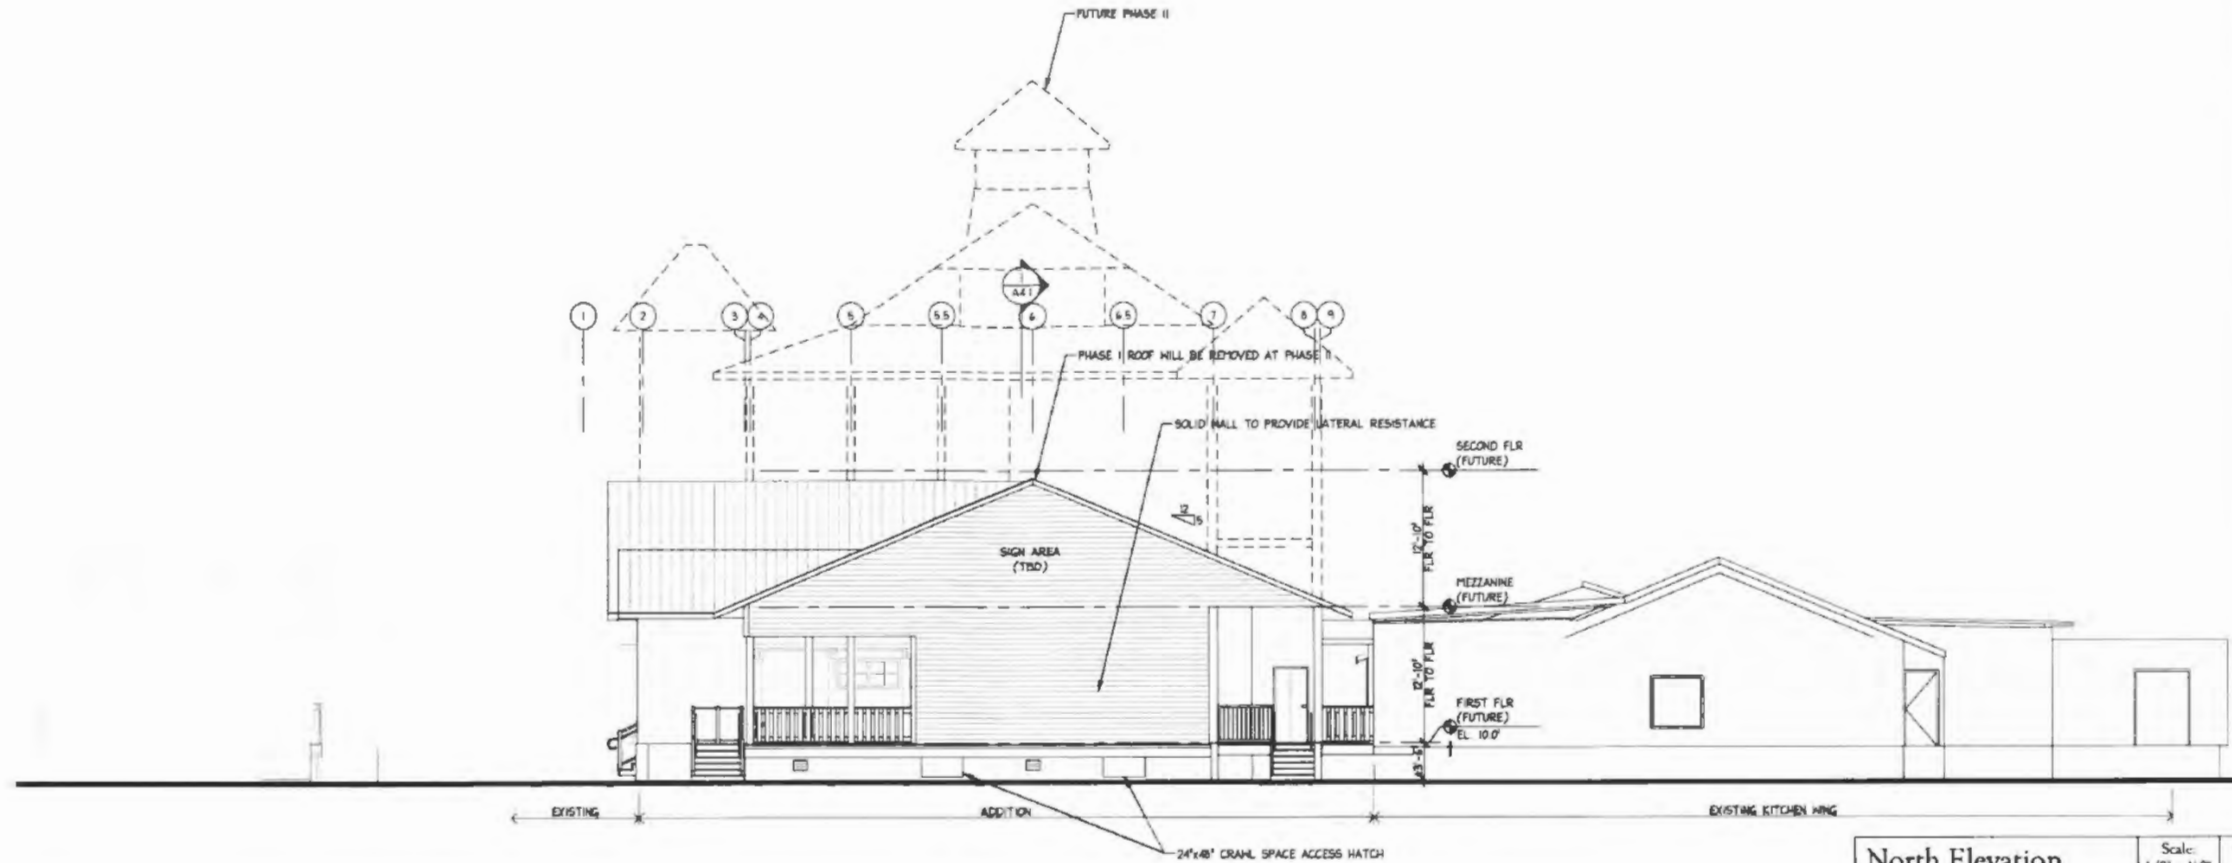 FUTURE PHASE II
1
A4.1
1
2
3
4
5
5.5
6
6.5
7
8
9
PHASE I ROOF WILL BE REMOVED AT PHASE II
SOLID WALL TO PROVIDE LATERAL RESISTANCE
SECOND FLR
(FUTURE)
12
5
12'-10"
FLR TO FLR
SIGN AREA
(TBD)
MEZZANINE
(FUTURE)
12'-10"
FLR TO FLR
FIRST FLR
(FUTURE)
EL. 10.0'
EXISTING
ADDITION
EXISTING KITCHEN WING
24"x48" CRAWL SPACE ACCESS HATCH
North Elevation
Scale: